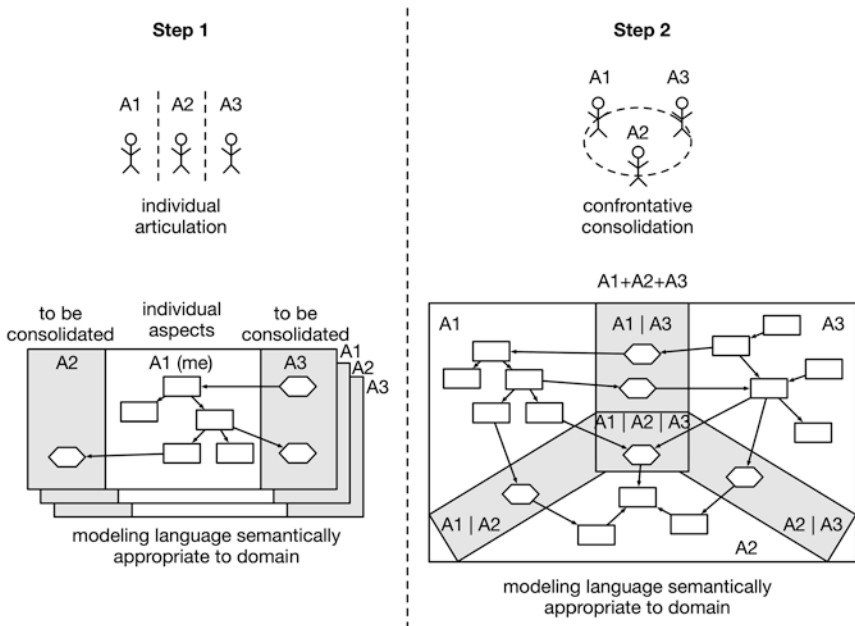 Step 1
A1 A2 A3
individual
articulation
to be
consolidated
individual
aspects
to be
consolidated
A2 A1 (me) A3
A1
A2
A3
modeling language semantically
appropriate to domain
Step 2
A1 A3
A2
confrontative
consolidation
A1+A2+A3
A1 A1 | A3 A3
A1 | A2 | A3
A1 | A2 A2 | A3
A2
modeling language semantically
appropriate to domain